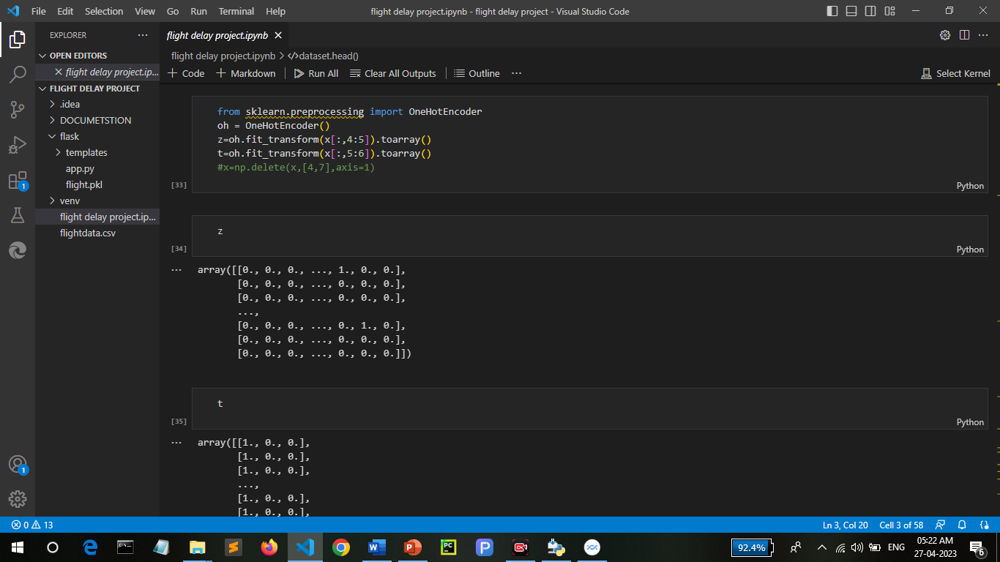 File Edit Selection View Go Run Terminal Help
flight delay project.ipynb - flight delay project - Visual Studio Code
EXPLORER
OPEN EDITORS
flight delay project.ip...
FLIGHT DELAY PROJECT
.idea
DOCUMETSTION
flask
templates
app.py
flight.pkl
venv
flight delay project.ip...
flightdata.csv
1
1
flight delay project.ipynb
flight delay project.ipynb > dataset.head()
+ Code + Markdown Run All Clear All Outputs Outline ... Select Kernel
from sklearn.preprocessing import OneHotEncoder
oh = OneHotEncoder()
z=oh.fit_transform(x[:,4:5]).toarray()
t=oh.fit_transform(x[:,5:6]).toarray()
#x=np.delete(x,[4,7],axis=1)
[33] Python
z
[34] Python
array([[0., 0., 0., ..., 1., 0., 0.],
[0., 0., 0., ..., 0., 0., 0.],
[0., 0., 0., ..., 0., 0., 0.],
...,
[0., 0., 0., ..., 0., 1., 0.],
[0., 0., 0., ..., 0., 0., 0.],
[0., 0., 0., ..., 0., 0., 0.]])
t
[35] Python
array([[1., 0., 0.],
[1., 0., 0.],
[1., 0., 0.],
...,
[1., 0., 0.],
[1., 0., 0.],
0 13 Ln 3, Col 20 Cell 3 of 58
92.4% ENG 05:22 AM
27-04-2023 6